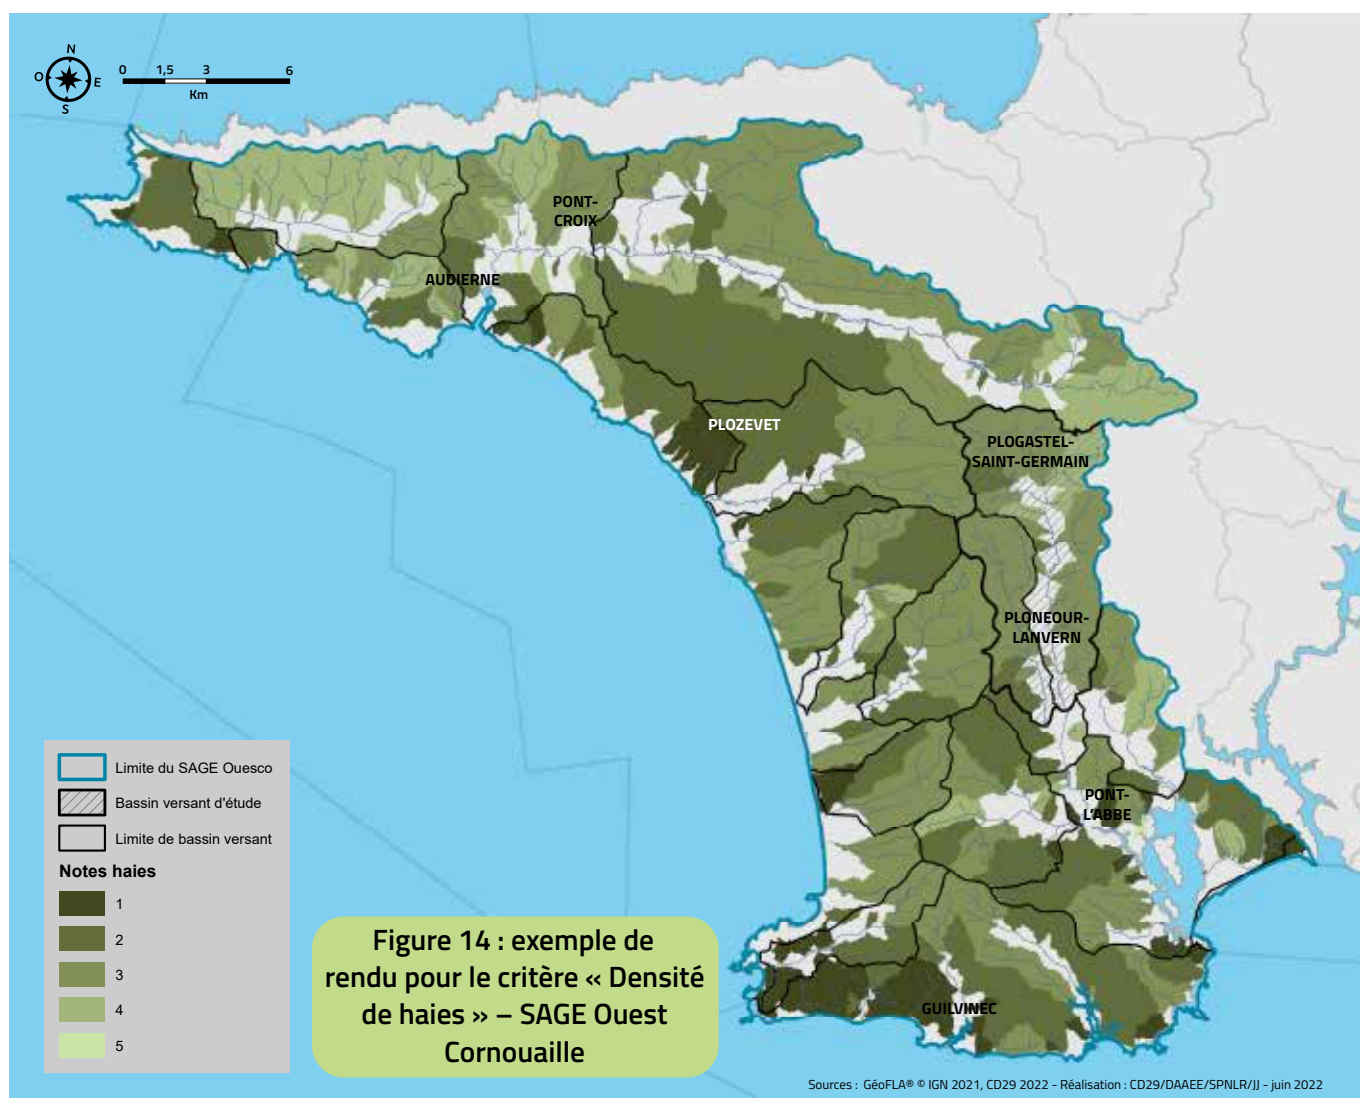 N
O
E
S
0 1,5 3 6
Km
PONT-
CROIX
AUDIERNE
PLOZEVET
PLOGASTEL-
SAINT-GERMAIN
PLONEOUR-
LANVERN
PONT-
L'ABBE
GUILVINEC
Limite du SAGE Ouesco
Bassin versant d'étude
Limite de bassin versant
Notes haies
1
2
3
4
5
Figure 14 : exemple de
rendu pour le critère « Densité
de haies » – SAGE Ouest
Cornouaille
Sources : GéoFLA® © IGN 2021, CD29 2022 - Réalisation : CD29/DAAEE/SPNLR/JJ - juin 2022